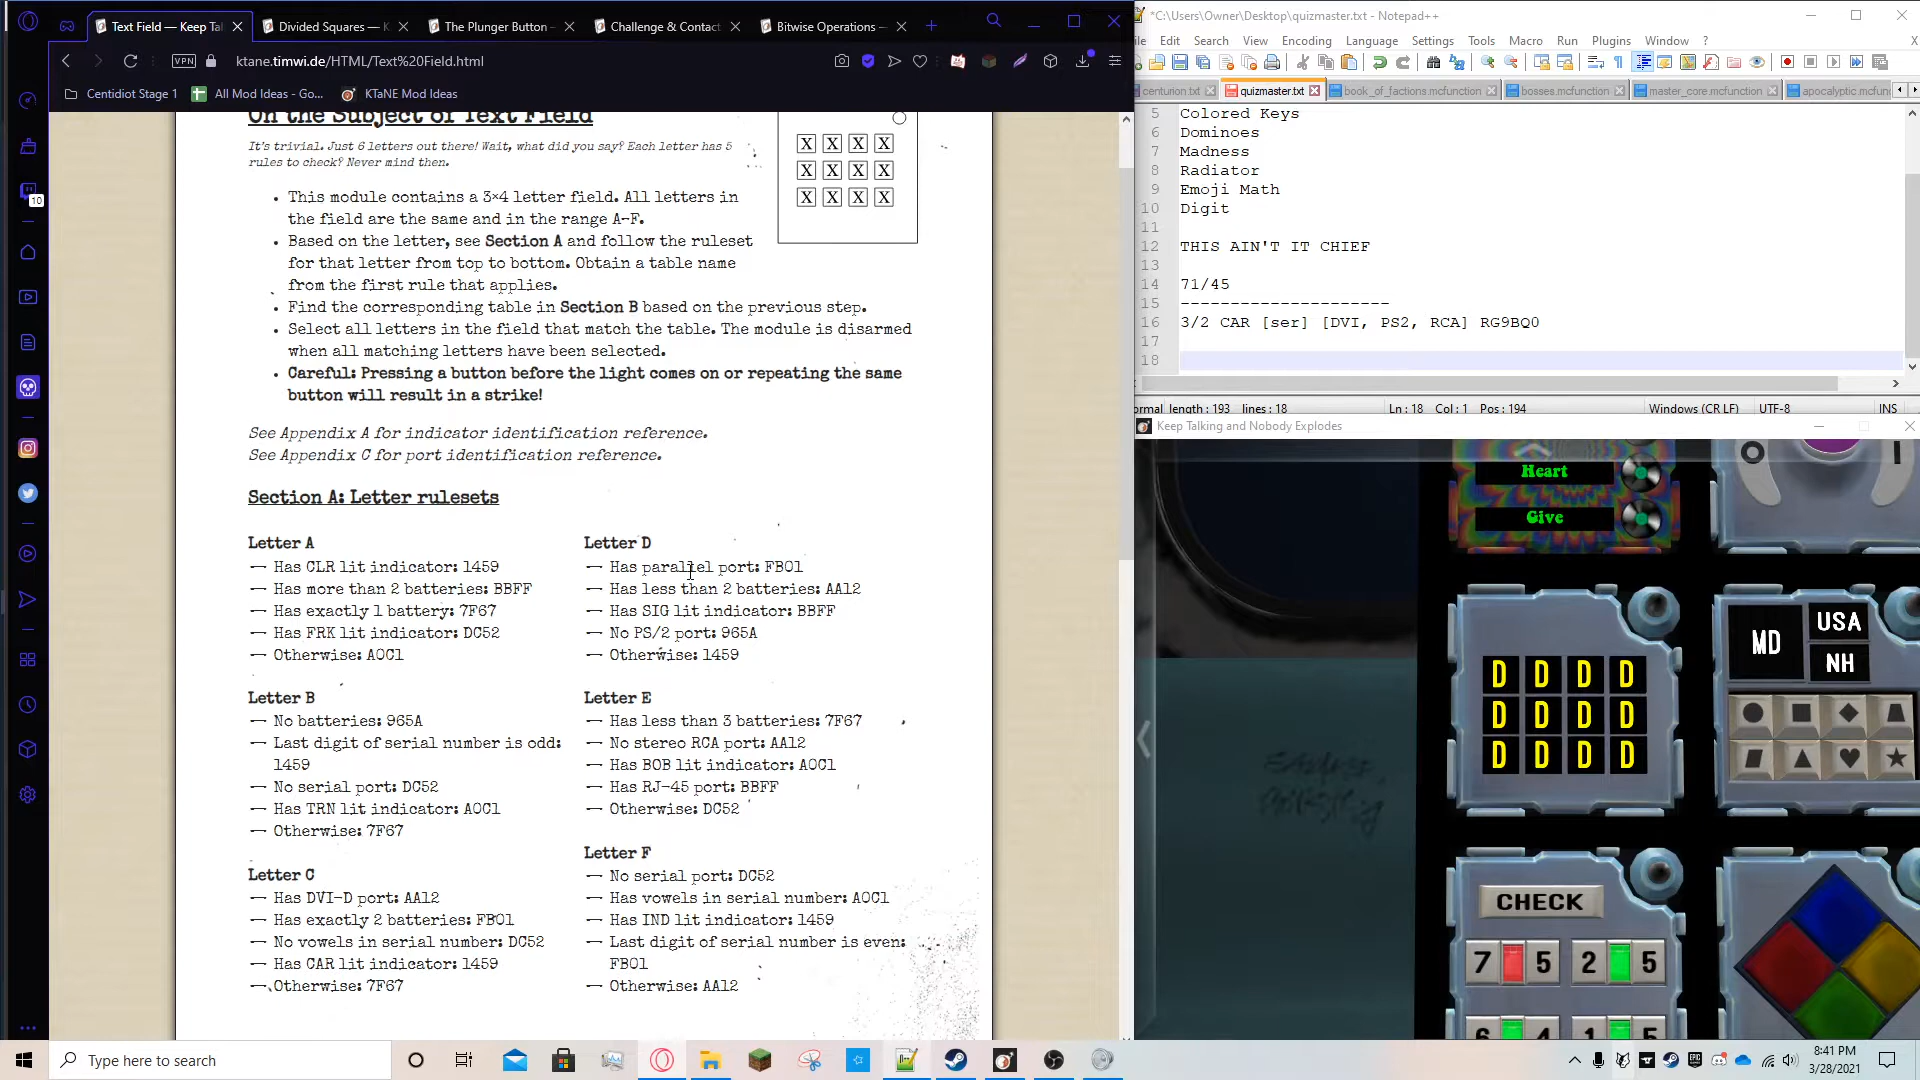 Text Field — Keep Ta
Divided Squares — K
The Plunger Button —
Challenge & Contact
Bitwise Operations —
VPN
ktane.timwi.de/HTML/Text%20Field.html
Centidiot Stage 1
All Mod Ideas - Go...
KTaNE Mod Ideas
10
On the Subject of Text Field
It's trivial. Just 6 letters out there! Wait, what did you say? Each letter has 5
rules to check? Never mind then.
X X X X
X X X X
X X X X
• This module contains a 3×4 letter field. All letters in
the field are the same and in the range A-F.
• Based on the letter, see Section A and follow the ruleset
for that letter from top to bottom. Obtain a table name
from the first rule that applies.
• Find the corresponding table in Section B based on the previous step.
• Select all letters in the field that match the table. The module is disarmed
when all matching letters have been selected.
• Careful: Pressing a button before the light comes on or repeating the same
button will result in a strike!
See Appendix A for indicator identification reference.
See Appendix C for port identification reference.
Section A: Letter rulesets
Letter A
— Has CLR lit indicator: 1459
— Has more than 2 batteries: BBFF
— Has exactly 1 battery: 7F67
— Has FRK lit indicator: DC52
— Otherwise: A0C1
Letter B
— No batteries: 965A
— Last digit of serial number is odd:
1459
— No serial port: DC52
— Has TRN lit indicator: A0C1
— Otherwise: 7F67
Letter C
— Has DVI-D port: AA12
— Has exactly 2 batteries: FB01
— No vowels in serial number: DC52
— Has CAR lit indicator: 1459
— Otherwise: 7F67
Letter D
— Has parallel port: FB01
— Has less than 2 batteries: AA12
— Has SIG lit indicator: BBFF
— No PS/2 port: 965A
— Otherwise: 1459
Letter E
— Has less than 3 batteries: 7F67
— No stereo RCA port: AA12
— Has BOB lit indicator: A0C1
— Has RJ-45 port: BBFF
— Otherwise: DC52
Letter F
— No serial port: DC52
— Has vowels in serial number: A0C1
— Has IND lit indicator: 1459
— Last digit of serial number is even:
FB01
— Otherwise: AA12
*C:\Users\Owner\Desktop\quizmaster.txt - Notepad++
ile Edit Search View Encoding Language Settings Tools Macro Run Plugins Window ? X
centurion.txt
quizmaster.txt
book_of_factions.mcfunction
bosses.mcfunction
master_core.mcfunction
apocalyptic.mcfunc
5 Colored Keys
6 Dominoes
7 Madness
8 Radiator
9 Emoji Math
10 Digit
11
12 THIS AIN'T IT CHIEF
13
14 71/45
15 ---------------------
16 3/2 CAR [ser] [DVI, PS2, RCA] RG9BQ0
17
18
ormal length : 193 lines : 18 Ln : 18 Col : 1 Pos : 194 Windows (CR LF) UTF-8 INS
Keep Talking and Nobody Explodes
Heart
Give
D D D D
D D D D
D D D D
MD
USA
NH
CHECK
7 5 2 5
6 4 1 5
Type here to search
8:41 PM
3/28/2021